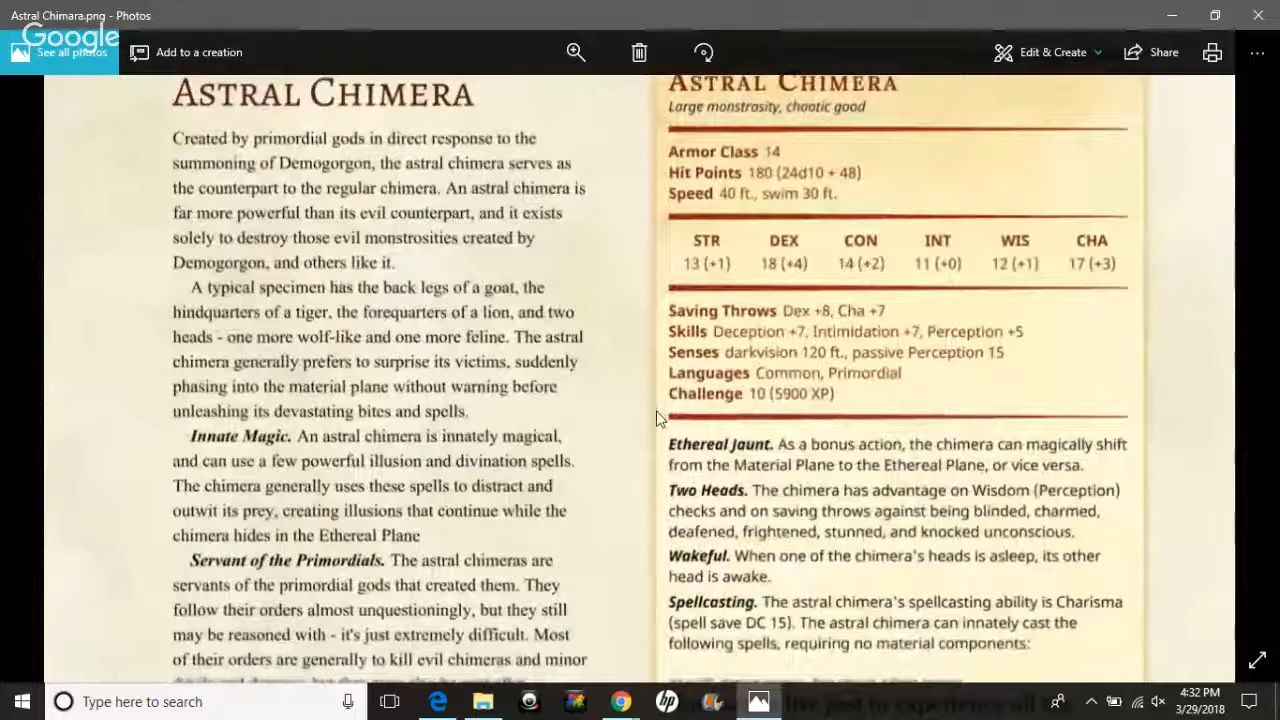 Astral Chimara.png - Photos
Google
See all photos
Add to a creation
Edit & Create
Share
ASTRAL CHIMERA
Created by primordial gods in direct response to the
summoning of Demogorgon, the astral chimera serves as
the counterpart to the regular chimera. An astral chimera is
far more powerful than its evil counterpart, and it exists
solely to destroy those evil monstrosities created by
Demogorgon, and others like it.
A typical specimen has the back legs of a goat, the
hindquarters of a tiger, the forequarters of a lion, and two
heads - one more wolf-like and one more feline. The astral
chimera generally prefers to surprise its victims, suddenly
phasing into the material plane without warning before
unleashing its devastating bites and spells.
Innate Magic. An astral chimera is innately magical,
and can use a few powerful illusion and divination spells.
The chimera generally uses these spells to distract and
outwit its prey, creating illusions that continue while the
chimera hides in the Ethereal Plane
Servant of the Primordials. The astral chimeras are
servants of the primordial gods that created them. They
follow their orders almost unquestioningly, but they still
may be reasoned with - it's just extremely difficult. Most
of their orders are generally to kill evil chimeras and minor
ASTRAL CHIMERA
Large monstrosity, chaotic good
Armor Class 14
Hit Points 180 (24d10 + 48)
Speed 40 ft., swim 30 ft.
STR DEX CON INT WIS CHA
13 (+1) 18 (+4) 14 (+2) 11 (+0) 12 (+1) 17 (+3)
Saving Throws Dex +8, Cha +7
Skills Deception +7, Intimidation +7, Perception +5
Senses darkvision 120 ft., passive Perception 15
Languages Common, Primordial
Challenge 10 (5900 XP)
Ethereal Jaunt. As a bonus action, the chimera can magically shift
from the Material Plane to the Ethereal Plane, or vice versa.
Two Heads. The chimera has advantage on Wisdom (Perception)
checks and on saving throws against being blinded, charmed,
deafened, frightened, stunned, and knocked unconscious.
Wakeful. When one of the chimera's heads is asleep, its other
head is awake.
Spellcasting. The astral chimera's spellcasting ability is Charisma
(spell save DC 15). The astral chimera can innately cast the
following spells, requiring no material components:
Type here to search
hp
4:32 PM
3/29/2018